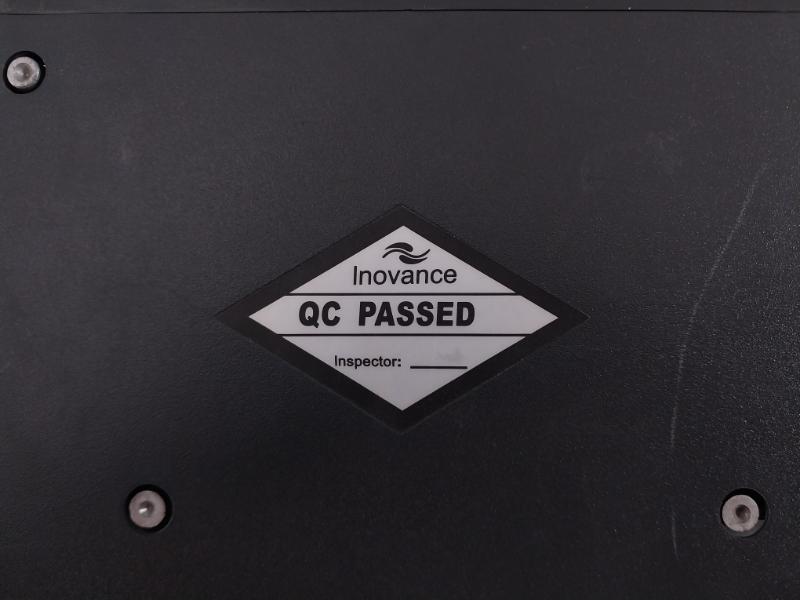 Inovance
QC PASSED
Inspector: